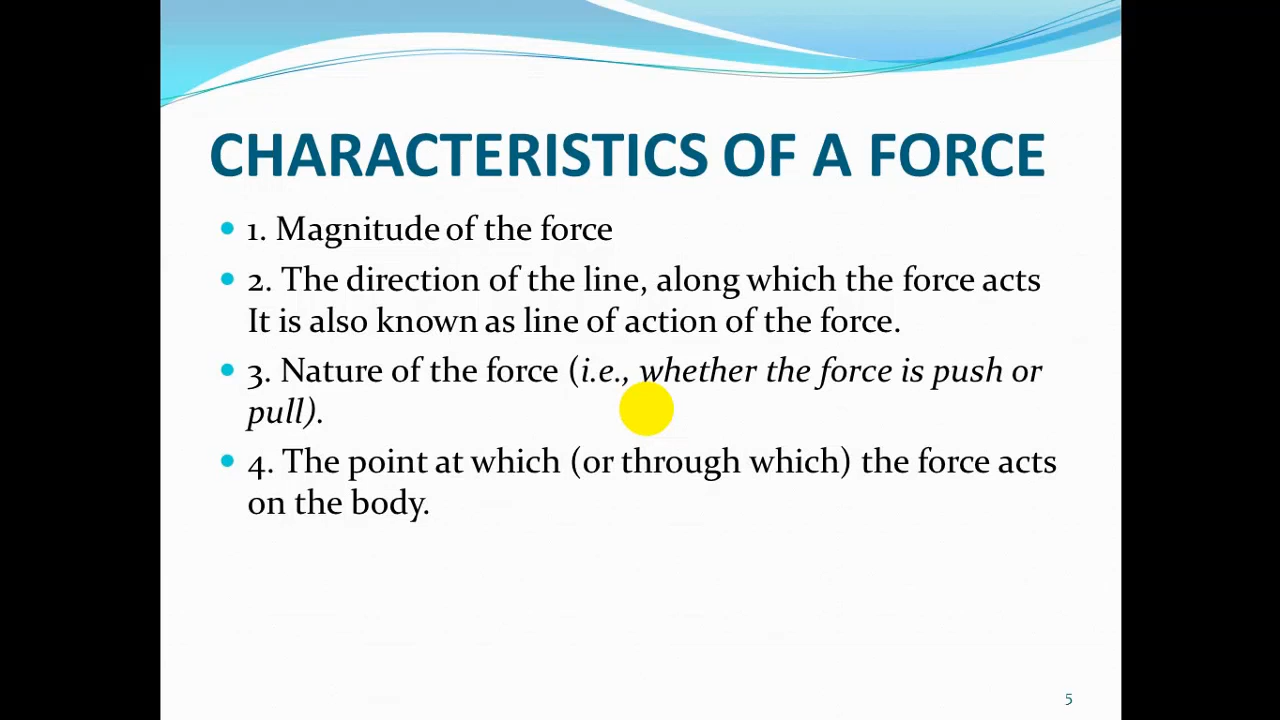 CHARACTERISTICS OF A FORCE
• 1. Magnitude of the force
• 2. The direction of the line, along which the force acts
It is also known as line of action of the force.
• 3. Nature of the force (i.e., whether the force is push or
pull).
• 4. The point at which (or through which) the force acts
on the body.
5